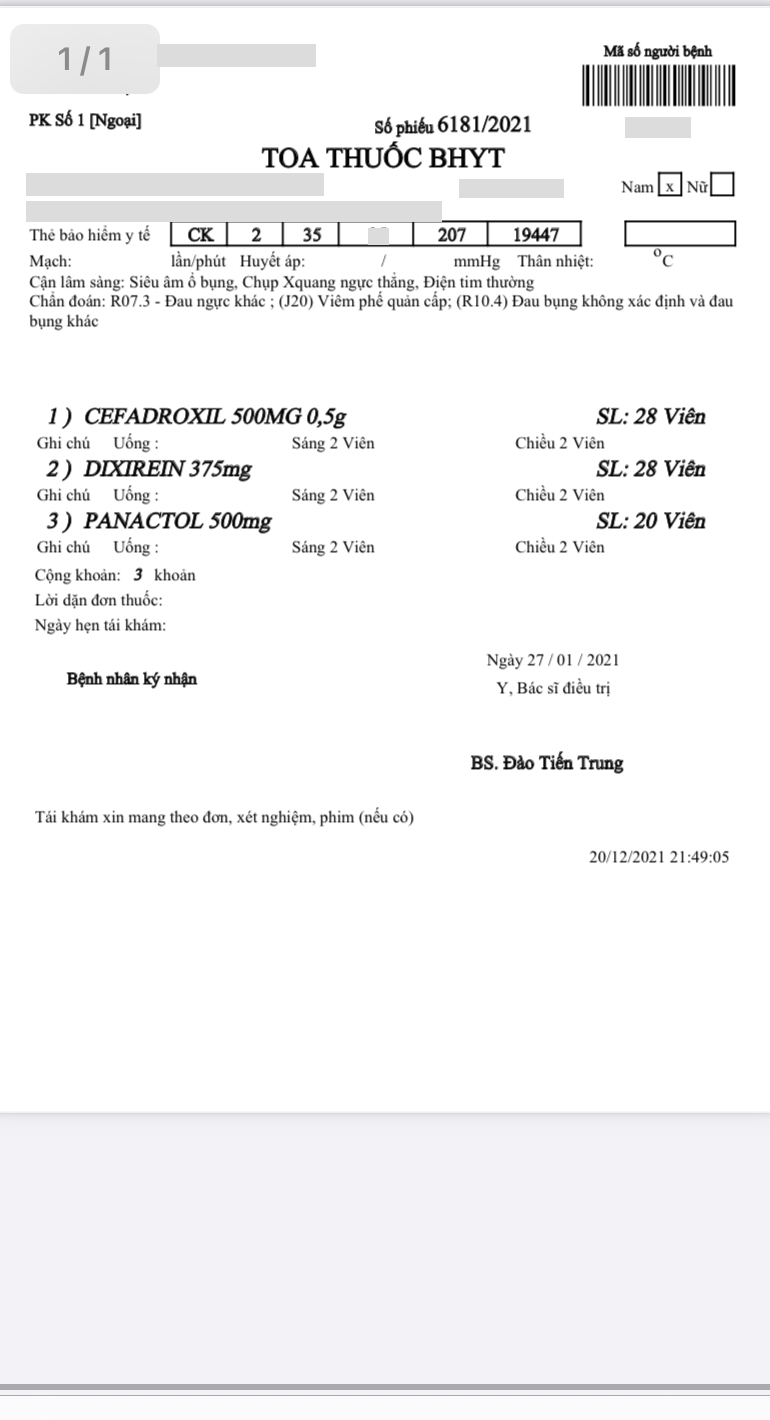 1/1
Mã số người bệnh
PK Số 1 [Ngoại]
Số phiếu 6181/2021
TOA THUỐC BHYT
Nam x Nữ
Thẻ bảo hiểm y tế CK 2 35 207 19447
Mạch: lần/phút Huyết áp: / mmHg Thân nhiệt: °C
Cận lâm sàng: Siêu âm ổ bụng, Chụp Xquang ngực thẳng, Điện tim thường
Chẩn đoán: R07.3 - Đau ngực khác ; (J20) Viêm phế quản cấp; (R10.4) Đau bụng không xác định và đau
bụng khác
1 ) CEFADROXIL 500MG 0,5g SL: 28 Viên
Ghi chú Uống : Sáng 2 Viên Chiều 2 Viên
2 ) DIXIREIN 375mg SL: 28 Viên
Ghi chú Uống : Sáng 2 Viên Chiều 2 Viên
3 ) PANACTOL 500mg SL: 20 Viên
Ghi chú Uống : Sáng 2 Viên Chiều 2 Viên
Cộng khoản: 3 khoản
Lời dặn đơn thuốc:
Ngày hẹn tái khám:
Ngày 27 / 01 / 2021
Bệnh nhân ký nhận
Y, Bác sĩ điều trị
BS. Đào Tiến Trung
Tái khám xin mang theo đơn, xét nghiệm, phim (nếu có)
20/12/2021 21:49:05